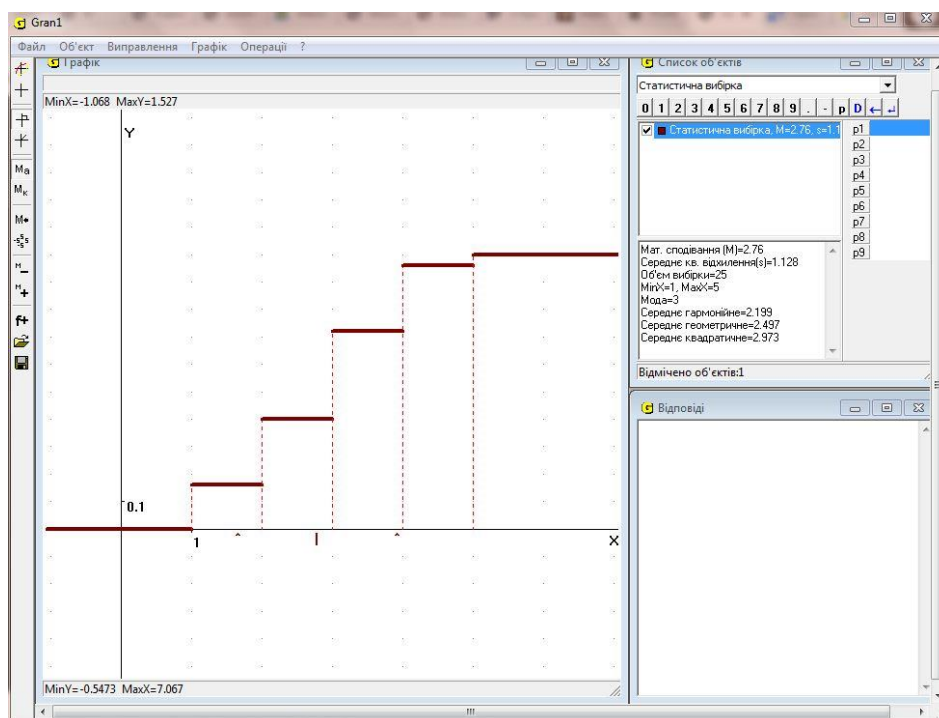 Gran1
Файл Об'єкт Виправлення Графік Операції ?
Графік
MinX=-1.068 MaxY=1.527
Y
0.1
1
X
MinY=-0.5473 MaxX=7.067
Ma
Mк
M
s s s
M
M
f+
Список об'єктів
Статистична вибірка
0 1 2 3 4 5 6 7 8 9 . - p D ← ↲
Статистична вибірка, M=2.76, s=1.1
p1
p2
p3
p4
p5
p6
p7
p8
p9
Мат. сподівання (M)=2.76
Середнє кв. відхилення(s)=1.128
Об'єм вибірки=25
MinX=1, MaxX=5
Мода=3
Середнє гармонійне=2.199
Середнє геометричне=2.497
Середнє квадратичне=2.973
Відмічено об'єктів:1
Відповіді